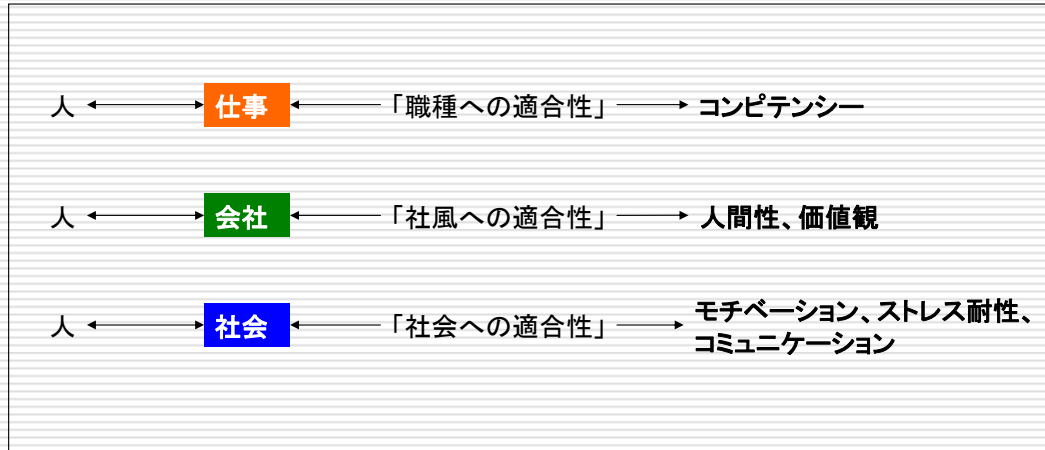 人 仕事 「職種への適合性」 コンピテンシー
人 会社 「社風への適合性」 人間性、価値観
人 社会 「社会への適合性」 モチベーション、ストレス耐性、
コミュニケーション